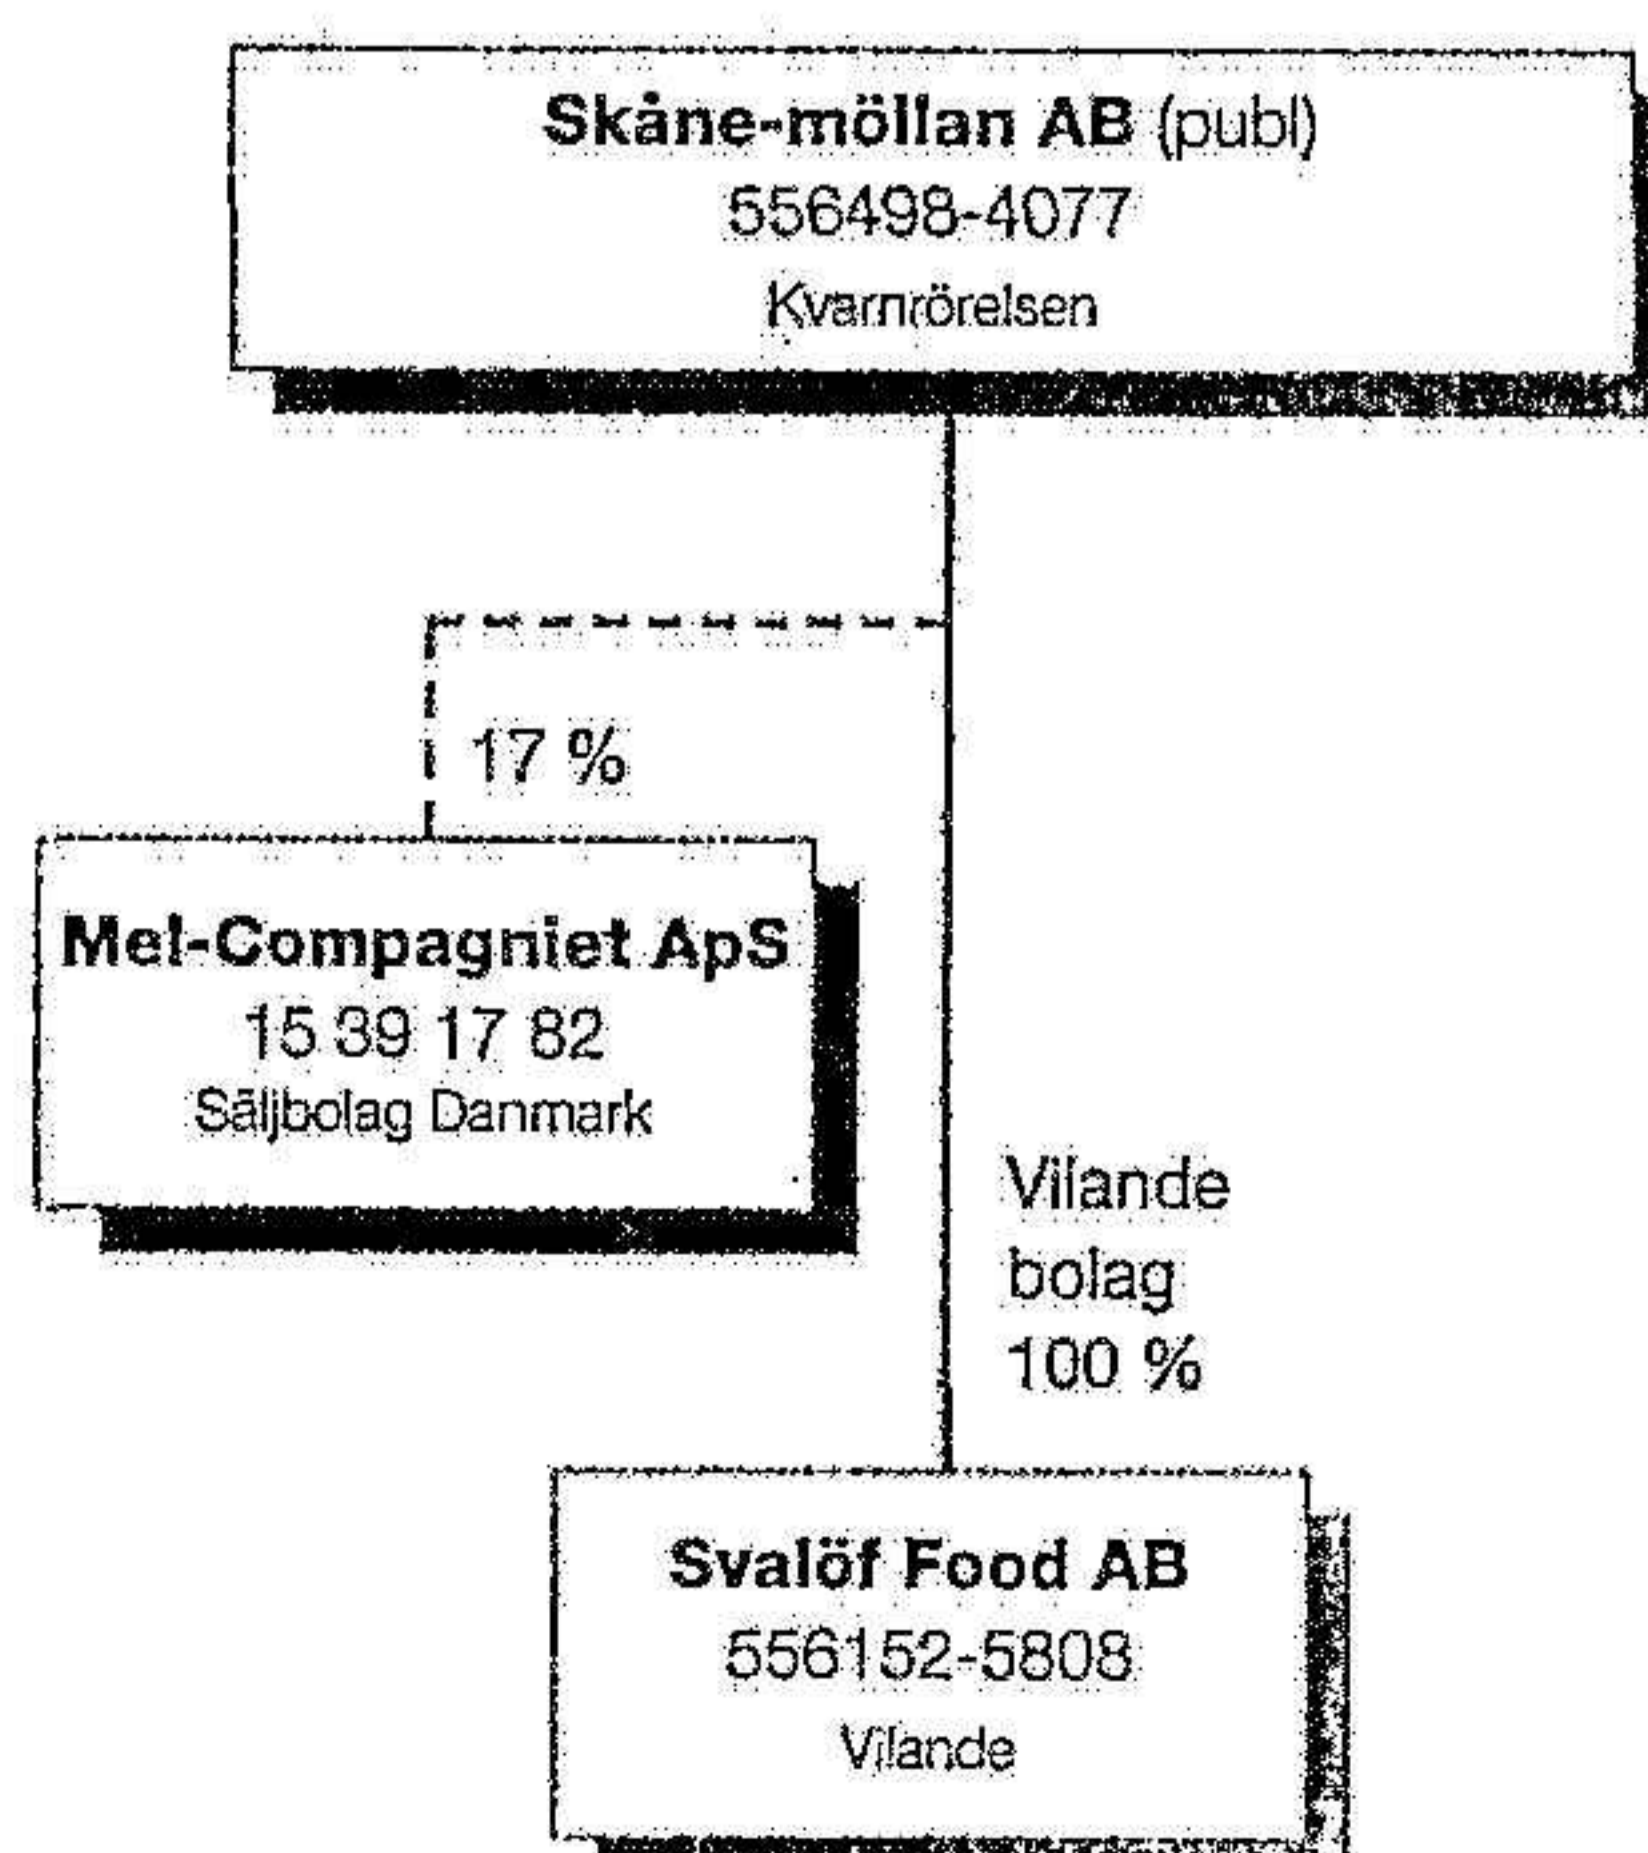 Skåne-möllan AB (publ)
556498-4077
Kvarnrörelsen
17 %
Mel-Compagniet ApS
15 39 17 82
Säljbolag Danmark
Vilande
bolag
100 %
Svalöf Food AB
556152-5808
Vilande